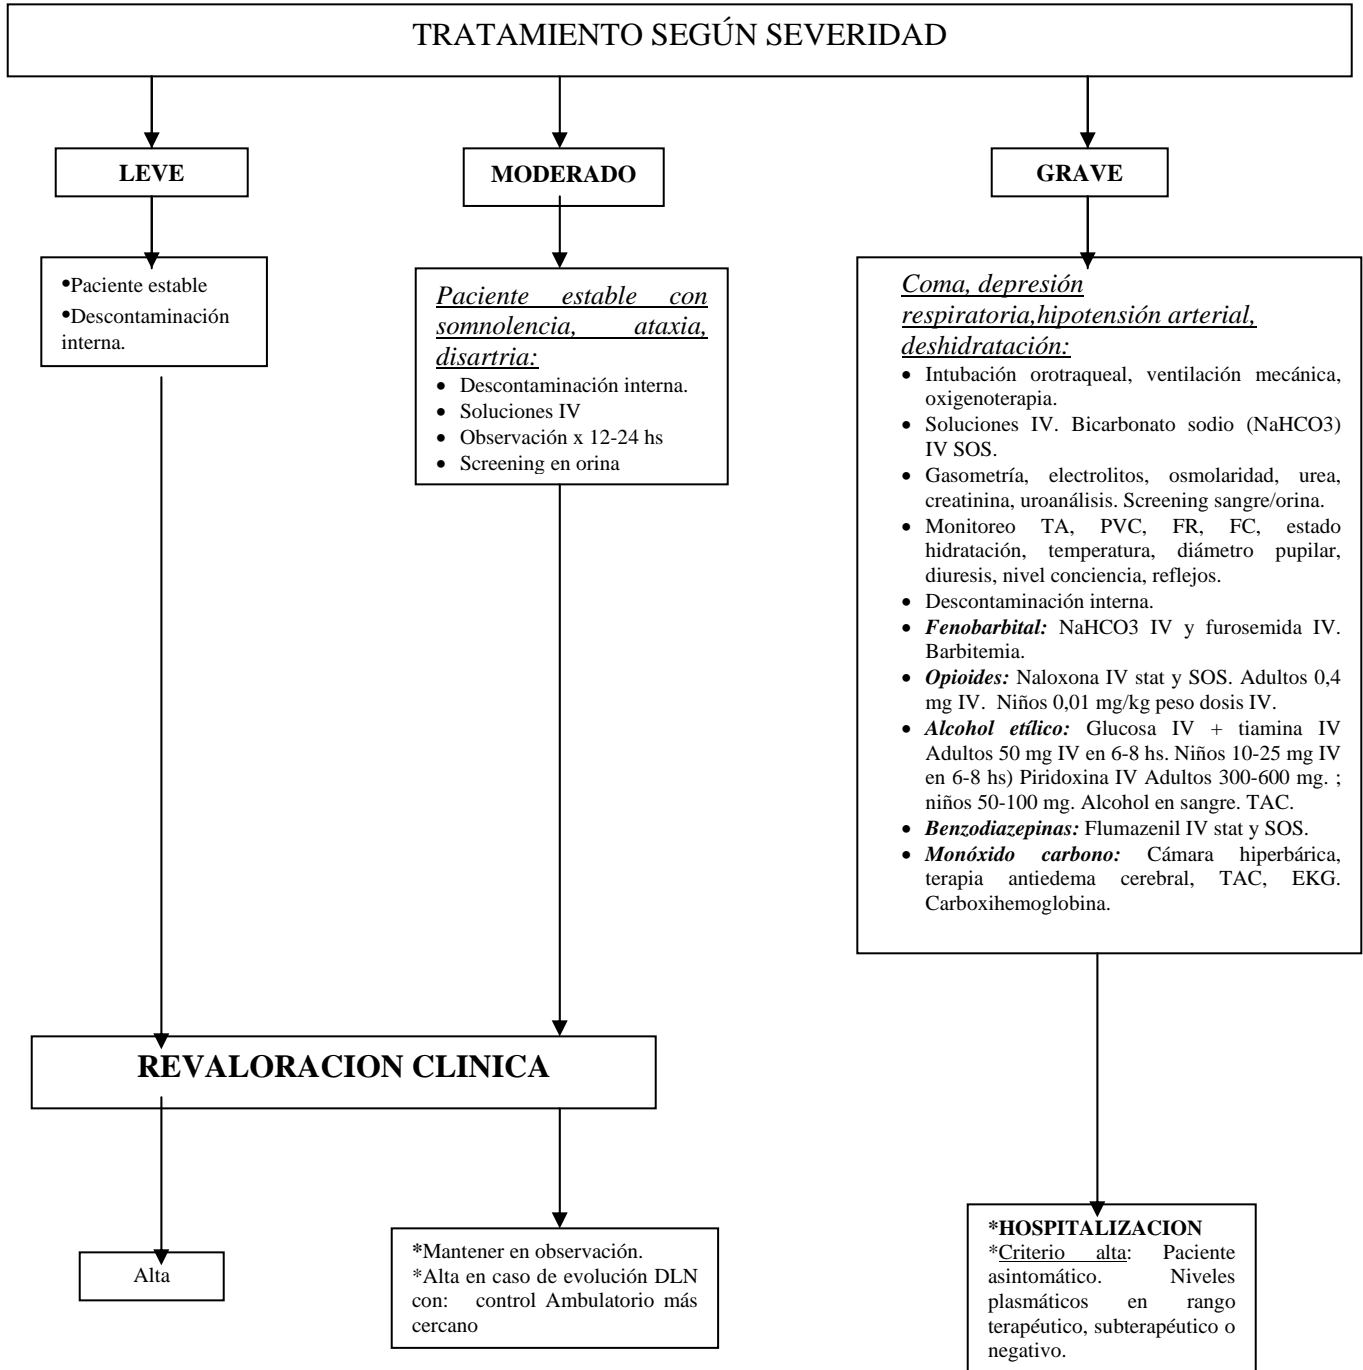 TRATAMIENTO SEGÚN SEVERIDAD
LEVE
MODERADO
GRAVE
•Paciente estable
•Descontaminación
interna.
Paciente estable con
somnolencia, ataxia,
disartria:
• Descontaminación interna.
• Soluciones IV
• Observación x 12-24 hs
• Screening en orina
Coma, depresión
respiratoria,hipotensión arterial,
deshidratación:
• Intubación orotraqueal, ventilación mecánica,
oxigenoterapia.
• Soluciones IV. Bicarbonato sodio (NaHCO3)
IV SOS.
• Gasometría, electrolitos, osmolaridad, urea,
creatinina, uroanálisis. Screening sangre/orina.
• Monitoreo TA, PVC, FR, FC, estado
hidratación, temperatura, diámetro pupilar,
diuresis, nivel conciencia, reflejos.
• Descontaminación interna.
• Fenobarbital: NaHCO3 IV y furosemida IV.
Barbitemia.
• Opioides: Naloxona IV stat y SOS. Adultos 0,4
mg IV. Niños 0,01 mg/kg peso dosis IV.
• Alcohol etílico: Glucosa IV + tiamina IV
Adultos 50 mg IV en 6-8 hs. Niños 10-25 mg IV
en 6-8 hs) Piridoxina IV Adultos 300-600 mg. ;
niños 50-100 mg. Alcohol en sangre. TAC.
• Benzodiazepinas: Flumazenil IV stat y SOS.
• Monóxido carbono: Cámara hiperbárica,
terapia antiedema cerebral, TAC, EKG.
Carboxihemoglobina.
REVALORACION CLINICA
Alta
*Mantener en observación.
*Alta en caso de evolución DLN
con: control Ambulatorio más
cercano
*HOSPITALIZACION
*Criterio alta: Paciente
asintomático. Niveles
plasmáticos en rango
terapéutico, subterapéutico o
negativo.